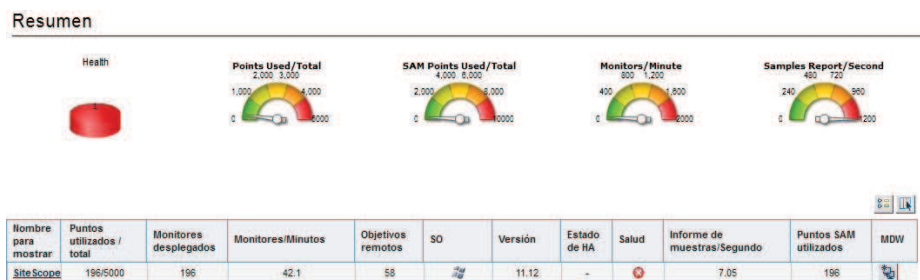 Resumen
Health
1
Points Used/Total
0 1,000 2,000 3,000 4,000 5000
SAM Points Used/Total
0 2,000 4,000 6,000 8,000 10000
Monitors/Minute
0 400 800 1,200 1,600 2000
Samples Report/Second
0 240 480 720 960 1200
Nombre para mostrar
Puntos utilizados / total
Monitores desplegados
Monitores/Minutos
Objetivos remotos
SO
Versión
Estado de HA
Salud
Informe de muestras/Segundo
Puntos SAM utilizados
MDW
SiteScope 196/5000 196 42.1 58 11.12 - 7.05 196